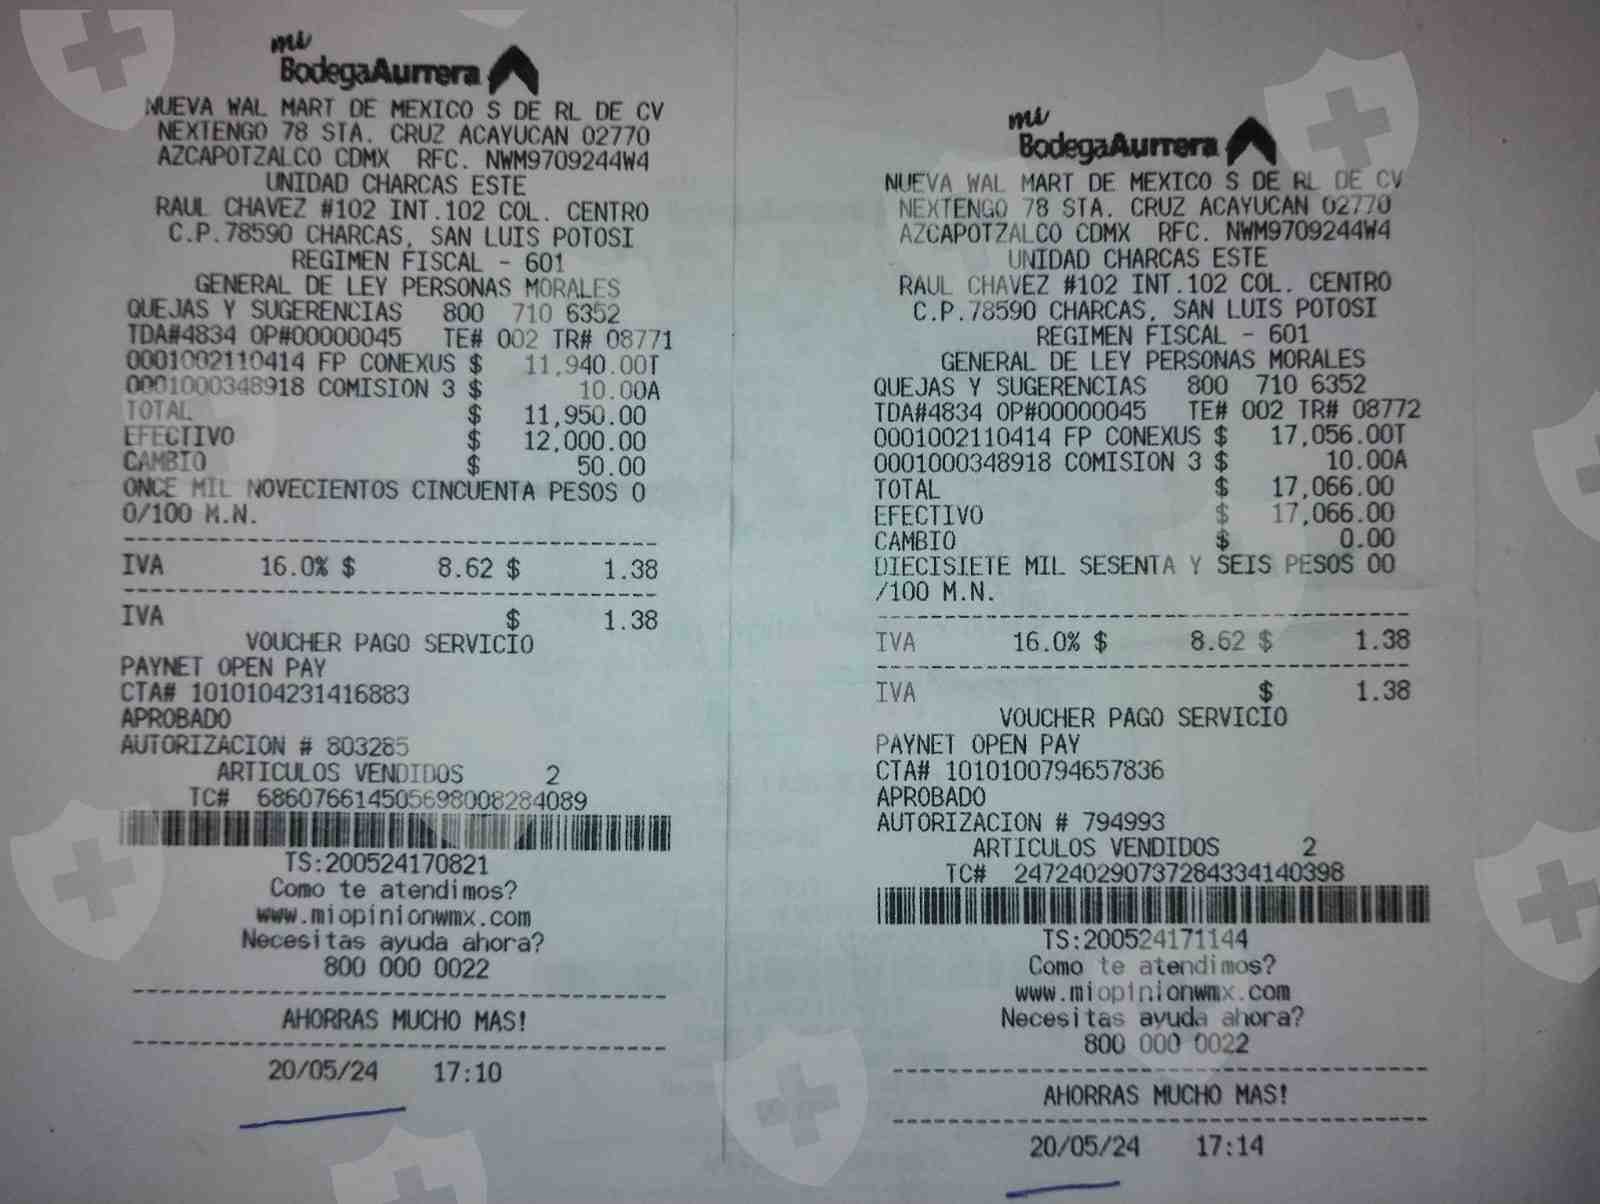 mi
BodegaAurrera
NUEVA WAL MART DE MEXICO S DE RL DE CV
NEXTENGO 78 STA. CRUZ ACAYUCAN 02770
AZCAPOTZALCO CDMX RFC. NWM9709244W4
UNIDAD CHARCAS ESTE
RAUL CHAVEZ #102 INT.102 COL. CENTRO
C.P.78590 CHARCAS, SAN LUIS POTOSI
REGIMEN FISCAL - 601
GENERAL DE LEY PERSONAS MORALES
QUEJAS Y SUGERENCIAS 800 710 6352
TDA#4834 OP#00000045 TE# 002 TR# 08771
0001002110414 FP CONEXUS $ 11,940.00T
0001000348918 COMISION 3 $ 10.00A
TOTAL $ 11,950.00
EFECTIVO $ 12,000.00
CAMBIO $ 50.00
ONCE MIL NOVECIENTOS CINCUENTA PESOS 0
0/100 M.N.
IVA 16.0% $ 8.62 $ 1.38
IVA $ 1.38
VOUCHER PAGO SERVICIO
PAYNET OPEN PAY
CTA# 1010104231416883
APROBADO
AUTORIZACION # 803285
ARTICULOS VENDIDOS 2
TC# 686076614505698008284089
TS:200524170821
Como te atendimos?
www.miopinionwmx.com
Necesitas ayuda ahora?
800 000 0022
AHORRAS MUCHO MAS!
20/05/24 17:10
mi
BodegaAurrera
NUEVA WAL MART DE MEXICO S DE RL DE CV
NEXTENGO 78 STA. CRUZ ACAYUCAN 02770
AZCAPOTZALCO CDMX RFC. NWM9709244W4
UNIDAD CHARCAS ESTE
RAUL CHAVEZ #102 INT.102 COL. CENTRO
C.P.78590 CHARCAS, SAN LUIS POTOSI
REGIMEN FISCAL - 601
GENERAL DE LEY PERSONAS MORALES
QUEJAS Y SUGERENCIAS 800 710 6352
TDA#4834 OP#00000045 TE# 002 TR# 08772
0001002110414 FP CONEXUS $ 17,056.00T
0001000348918 COMISION 3 $ 10.00A
TOTAL $ 17,066.00
EFECTIVO $ 17,066.00
CAMBIO $ 0.00
DIECISIETE MIL SESENTA Y SEIS PESOS 00
/100 M.N.
IVA 16.0% $ 8.62 $ 1.38
IVA $ 1.38
VOUCHER PAGO SERVICIO
PAYNET OPEN PAY
CTA# 1010100794657836
APROBADO
AUTORIZACION # 794993
ARTICULOS VENDIDOS 2
TC# 247240290737284334140398
TS:200524171144
Como te atendimos?
www.miopinionwmx.com
Necesitas ayuda ahora?
800 000 0022
AHORRAS MUCHO MAS!
20/05/24 17:14